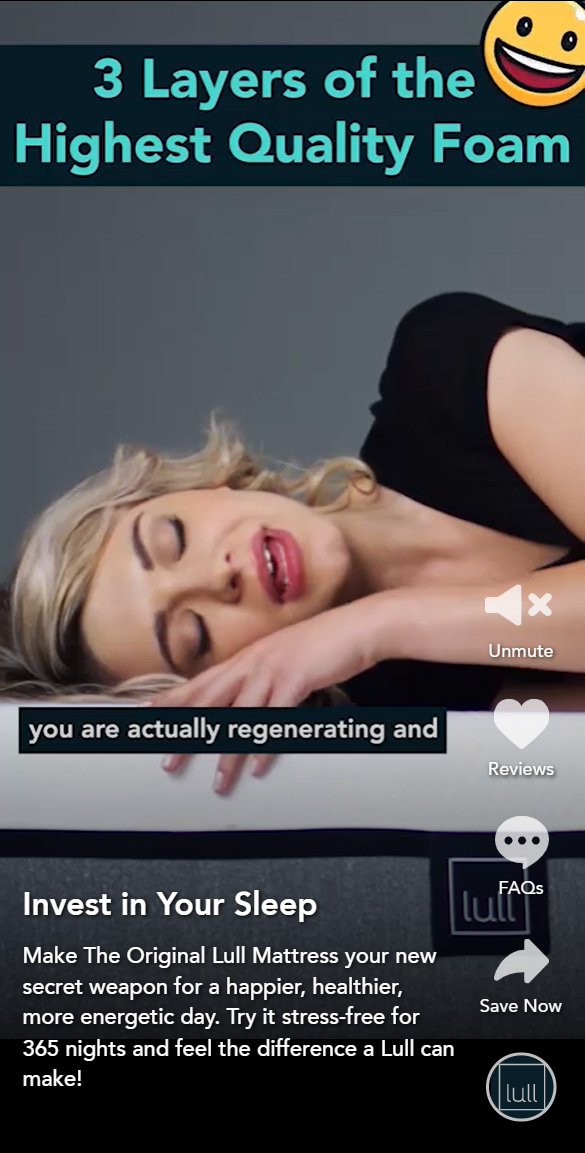 3 Layers of the
Highest Quality Foam
Unmute
you are actually regenerating and
Reviews
FAQs
lull
Invest in Your Sleep
Make The Original Lull Mattress your new
secret weapon for a happier, healthier,
more energetic day. Try it stress-free for
365 nights and feel the difference a Lull can
make!
Save Now
lull